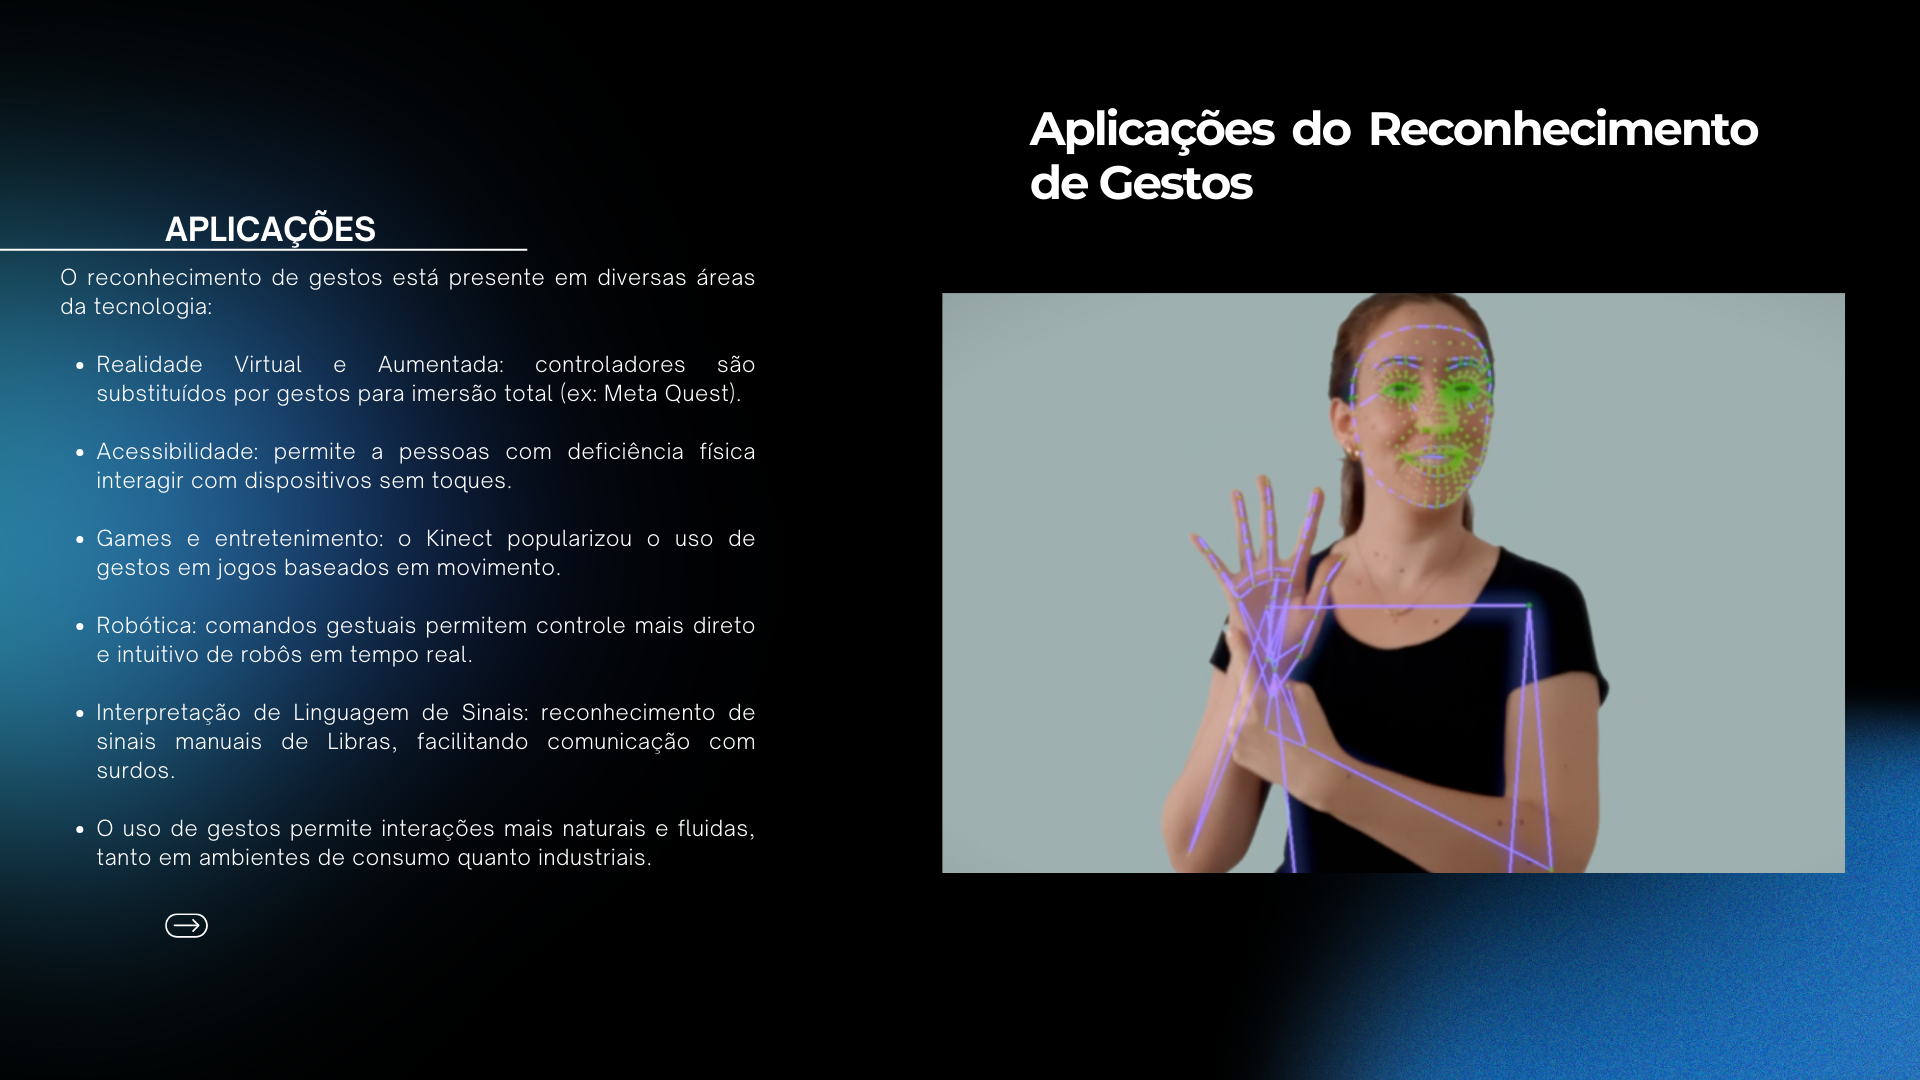 Aplicações do Reconhecimento
de Gestos
APLICAÇÕES
O reconhecimento de gestos está presente em diversas áreas
da tecnologia:
• Realidade Virtual e Aumentada: controladores são
substituídos por gestos para imersão total (ex: Meta Quest).
• Acessibilidade: permite a pessoas com deficiência física
interagir com dispositivos sem toques.
• Games e entretenimento: o Kinect popularizou o uso de
gestos em jogos baseados em movimento.
• Robótica: comandos gestuais permitem controle mais direto
e intuitivo de robôs em tempo real.
• Interpretação de Linguagem de Sinais: reconhecimento de
sinais manuais de Libras, facilitando comunicação com
surdos.
• O uso de gestos permite interações mais naturais e fluidas,
tanto em ambientes de consumo quanto industriais.